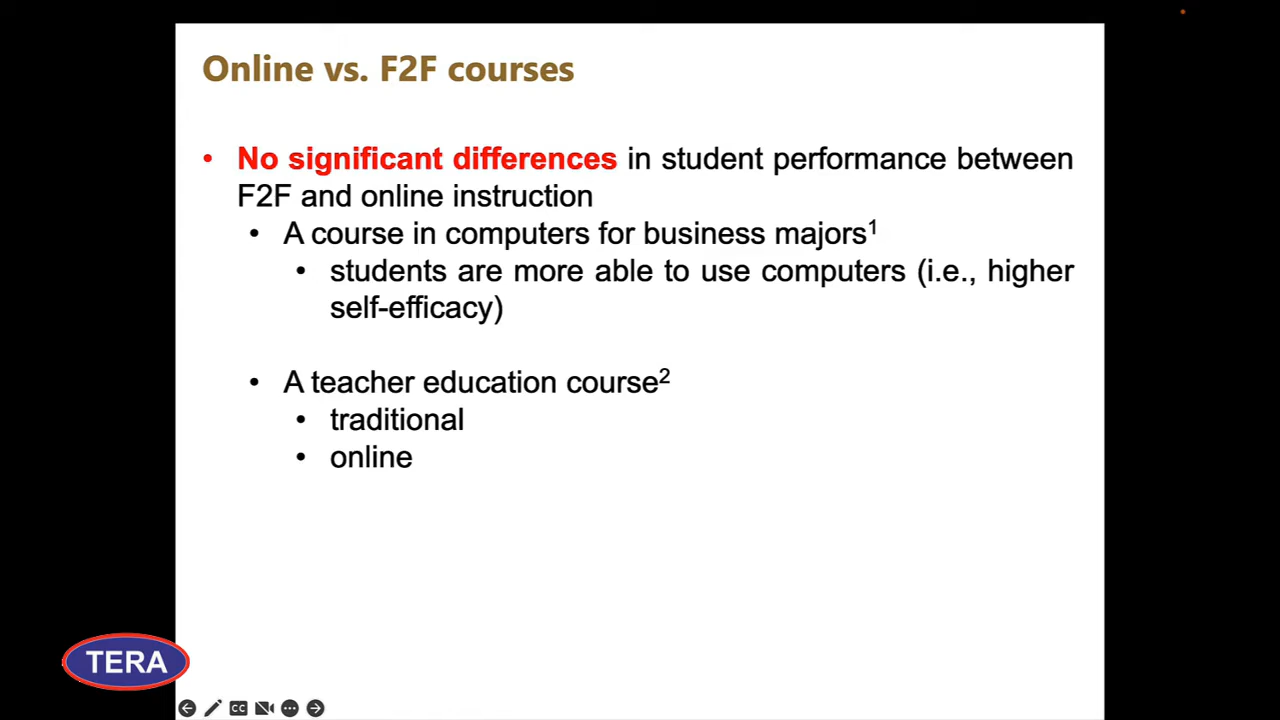 Online vs. F2F courses
• No significant differences in student performance between
F2F and online instruction
• A course in computers for business majors¹
• students are more able to use computers (i.e., higher
self-efficacy)
• A teacher education course²
• traditional
• online
TERA
CC